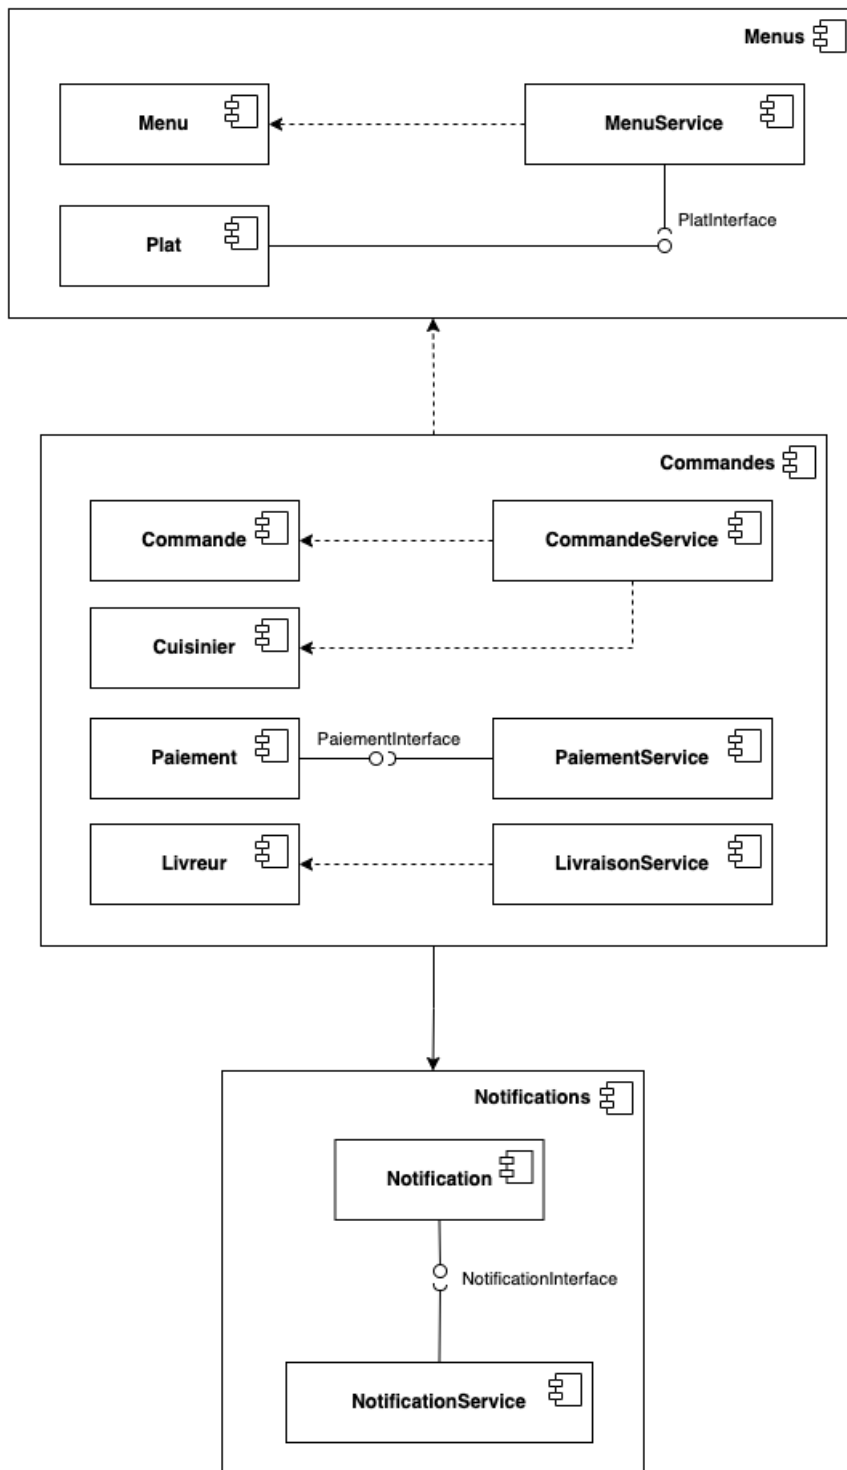 Menus
Menu
MenuService
PlatInterface
Plat
Commandes
Commande
CommandeService
Cuisinier
PaiementInterface
Paiement
PaiementService
Livreur
LivraisonService
Notifications
Notification
NotificationInterface
NotificationService